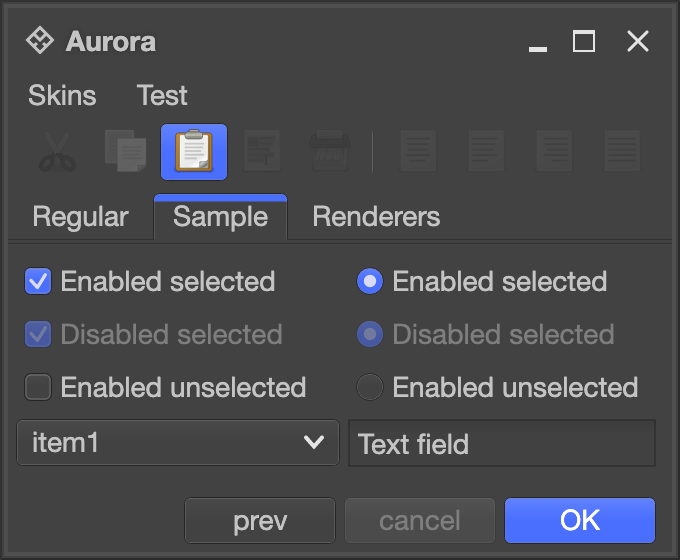 Aurora
Skins Test
Regular Sample Renderers
Enabled selected Enabled selected
Disabled selected Disabled selected
Enabled unselected Enabled unselected
item1 Text field
prev cancel OK